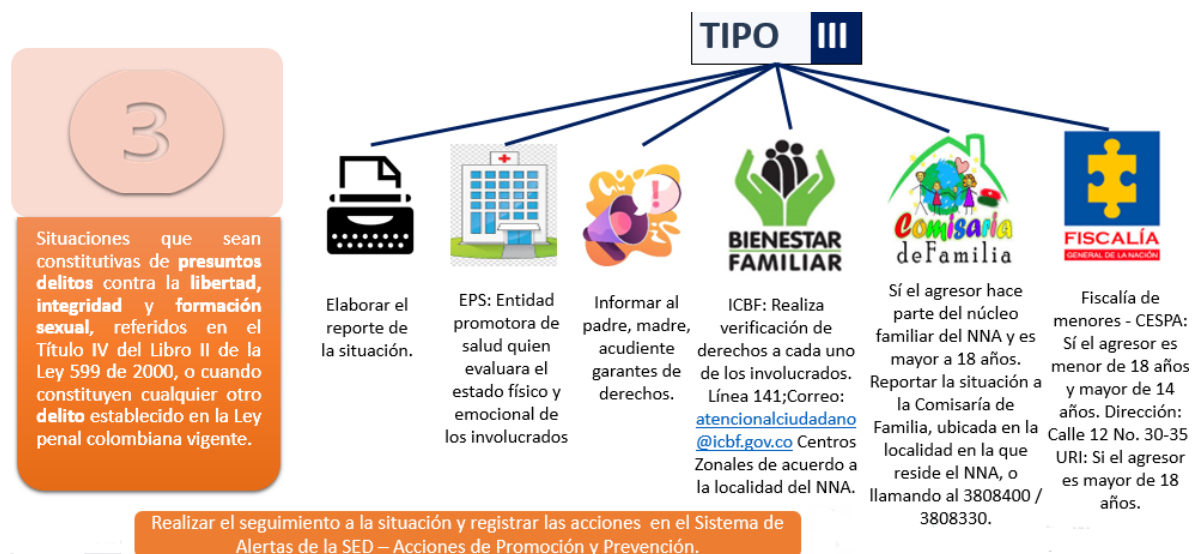 TIPO III
3
Situaciones que sean
constitutivas de presuntos
delitos contra la libertad,
integridad y formación
sexual, referidos en el
Título IV del Libro II de la
Ley 599 de 2000, o cuando
constituyen cualquier otro
delito establecido en la Ley
penal colombiana vigente.
Elaborar el
reporte de
la situación.
EPS: Entidad
promotora de
salud quien
evaluara el
estado físico y
emocional de
los involucrados
Informar al
padre, madre,
acudiente
garantes de
derechos.
BIENESTAR
FAMILIAR
ICBF: Realiza
verificación de
derechos a cada uno
de los involucrados.
Línea 141;Correo:
atencionalciudadano
@icbf.gov.co Centros
Zonales de acuerdo a
la localidad del NNA.
Comisaria
de Familia
Sí el agresor hace
parte del núcleo
familiar del NNA y es
mayor a 18 años.
Reportar la situación a
la Comisaría de
Familia, ubicada en la
localidad en la que
reside el NNA, o
llamando al 3808400 /
3808330.
FISCALÍA
GENERAL DE LA NACIÓN
Fiscalía de
menores - CESPA:
Sí el agresor es
menor de 18 años
y mayor de 14
años. Dirección:
Calle 12 No. 30-35
URI: Si el agresor
es mayor de 18
años.
Realizar el seguimiento a la situación y registrar las acciones en el Sistema de
Alertas de la SED – Acciones de Promoción y Prevención.